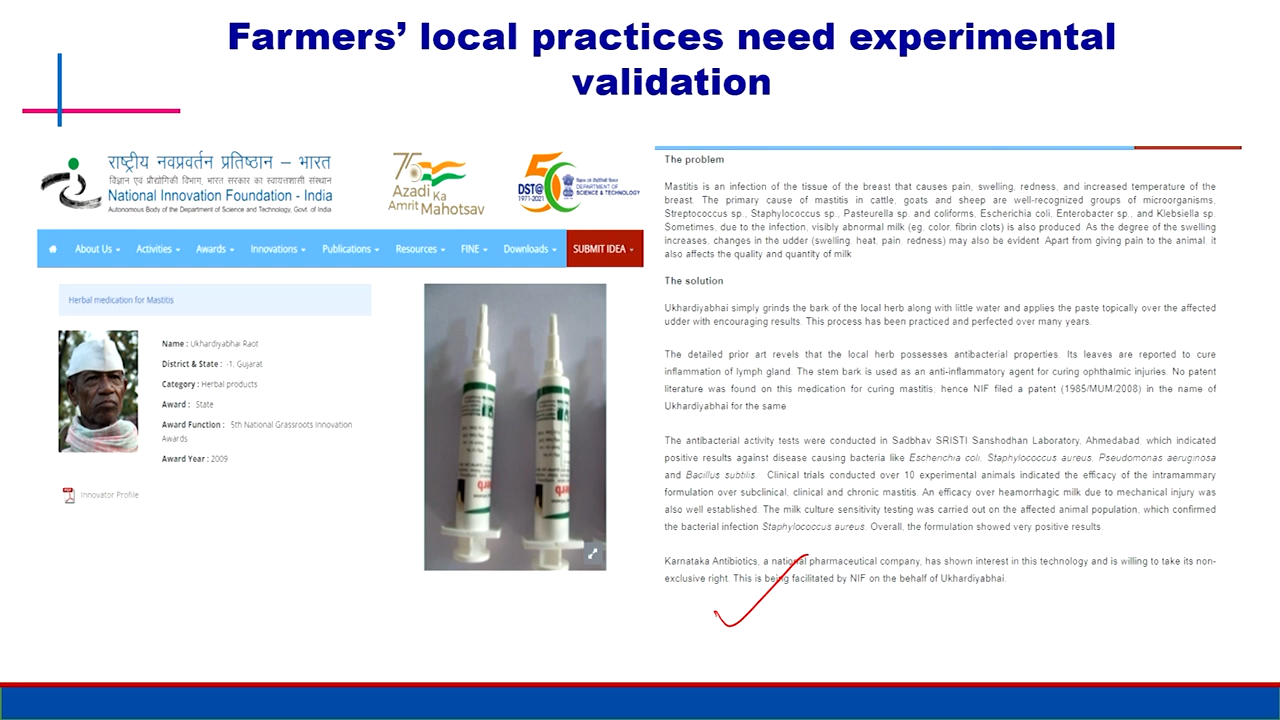 Farmers’ local practices need experimental
validation
राष्ट्रीय नवप्रवर्तन प्रतिष्ठान – भारत
विज्ञान एवं प्रौद्योगिकी विभाग, भारत सरकार का स्वायत्तशासी संस्थान
National Innovation Foundation - India
Autonomous Body of the Department of Science and Technology, Govt. of India
75
Azadi Ka
Amrit Mahotsav
50
DST@
1971-2021
DEPARTMENT OF
SCIENCE & TECHNOLOGY
About Us Activities Awards Innovations Publications Resources FINE Downloads SUBMIT IDEA
Herbal medication for Mastitis
Name : Ukhardiyabhai Raot
District & State : -1, Gujarat
Category : Herbal products
Award : State
Award Function : 5th National Grassroots Innovation
Awards
Award Year : 2009
Innovator Profile
The problem
Mastitis is an infection of the tissue of the breast that causes pain, swelling, redness, and increased temperature of the
breast. The primary cause of mastitis in cattle, goats and sheep are well-recognized groups of microorganisms,
Streptococcus sp., Staphylococcus sp., Pasteurella sp. and coliforms, Escherichia coli, Enterobacter sp., and Klebsiella sp.
Sometimes, due to the infection, visibly abnormal milk (eg. color, fibrin clots) is also produced. As the degree of the swelling
increases, changes in the udder (swelling, heat, pain, redness) may also be evident. Apart from giving pain to the animal, it
also affects the quality and quantity of milk
The solution
Ukhardiyabhai simply grinds the bark of the local herb along with little water and applies the paste topically over the affected
udder with encouraging results. This process has been practiced and perfected over many years.
The detailed prior art revels that the local herb possesses antibacterial properties. Its leaves are reported to cure
inflammation of lymph gland. The stem bark is used as an anti-inflammatory agent for curing ophthalmic injuries. No patent
literature was found on this medication for curing mastitis; hence NIF filed a patent (1985/MUM/2008) in the name of
Ukhardiyabhai for the same
The antibacterial activity tests were conducted in Sadbhav SRISTI Sanshodhan Laboratory, Ahmedabad, which indicated
positive results against disease causing bacteria like Escherichia coli, Staphylococcus aureus, Pseudomonas aeruginosa
and Bacillus subtilis. Clinical trials conducted over 10 experimental animals indicated the efficacy of the intramammary
formulation over subclinical, clinical and chronic mastitis. An efficacy over heamorrhagic milk due to mechanical injury was
also well established. The milk culture sensitivity testing was carried out on the affected animal population, which confirmed
the bacterial infection Staphylococcus aureus. Overall, the formulation showed very positive results
Karnataka Antibiotics, a national pharmaceutical company, has shown interest in this technology and is willing to take its non-
exclusive right. This is being facilitated by NIF on the behalf of Ukhardiyabhai.